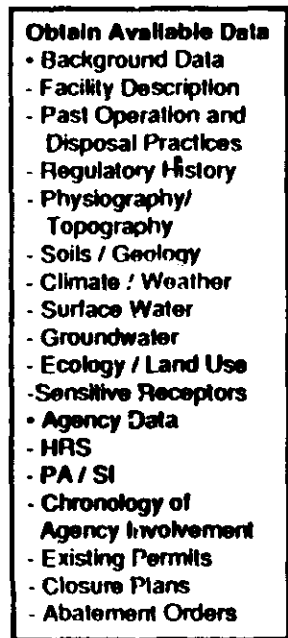 Obtain Available Data
• Background Data
- Facility Description
- Past Operation and
Disposal Practices
- Regulatory History
- Physiography/
Topography
- Soils / Geology
- Climate / Weather
- Surface Water
- Groundwater
- Ecology / Land Use
-Sensitive Receptors
• Agency Data
- HRS
- PA / SI
- Chronology of
Agency Involvement
- Existing Permits
- Closure Plans
- Abatement Orders